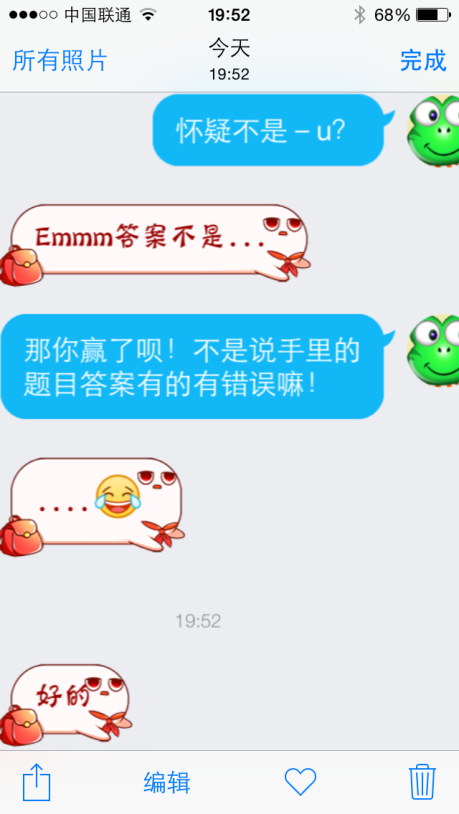 中国联通 19:52 68%
所有照片 今天 完成
19:52
怀疑不是－u？
Emmm答案不是...
那你赢了呗！不是说手里的
题目答案有的有错误嘛！
....😂
19:52
好的
编辑